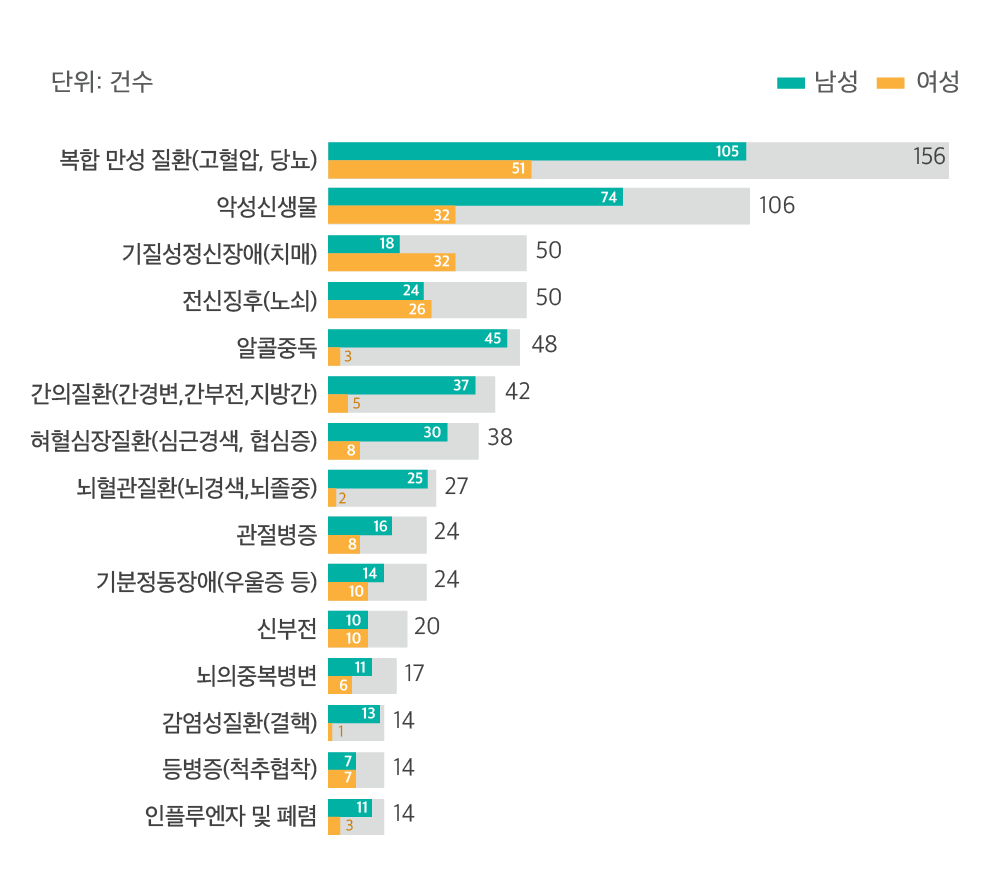 단위: 건수
남성 여성
복합 만성 질환(고혈압, 당뇨) 105 51 156
악성신생물 74 32 106
기질성정신장애(치매) 18 32 50
전신징후(노쇠) 24 26 50
알콜중독 45 3 48
간의질환(간경변,간부전,지방간) 37 5 42
허혈심장질환(심근경색, 협심증) 30 8 38
뇌혈관질환(뇌경색,뇌졸중) 25 2 27
관절병증 16 8 24
기분정동장애(우울증 등) 14 10 24
신부전 10 10 20
뇌의중복병변 11 6 17
감염성질환(결핵) 13 1 14
등병증(척추협착) 7 7 14
인플루엔자 및 폐렴 11 3 14